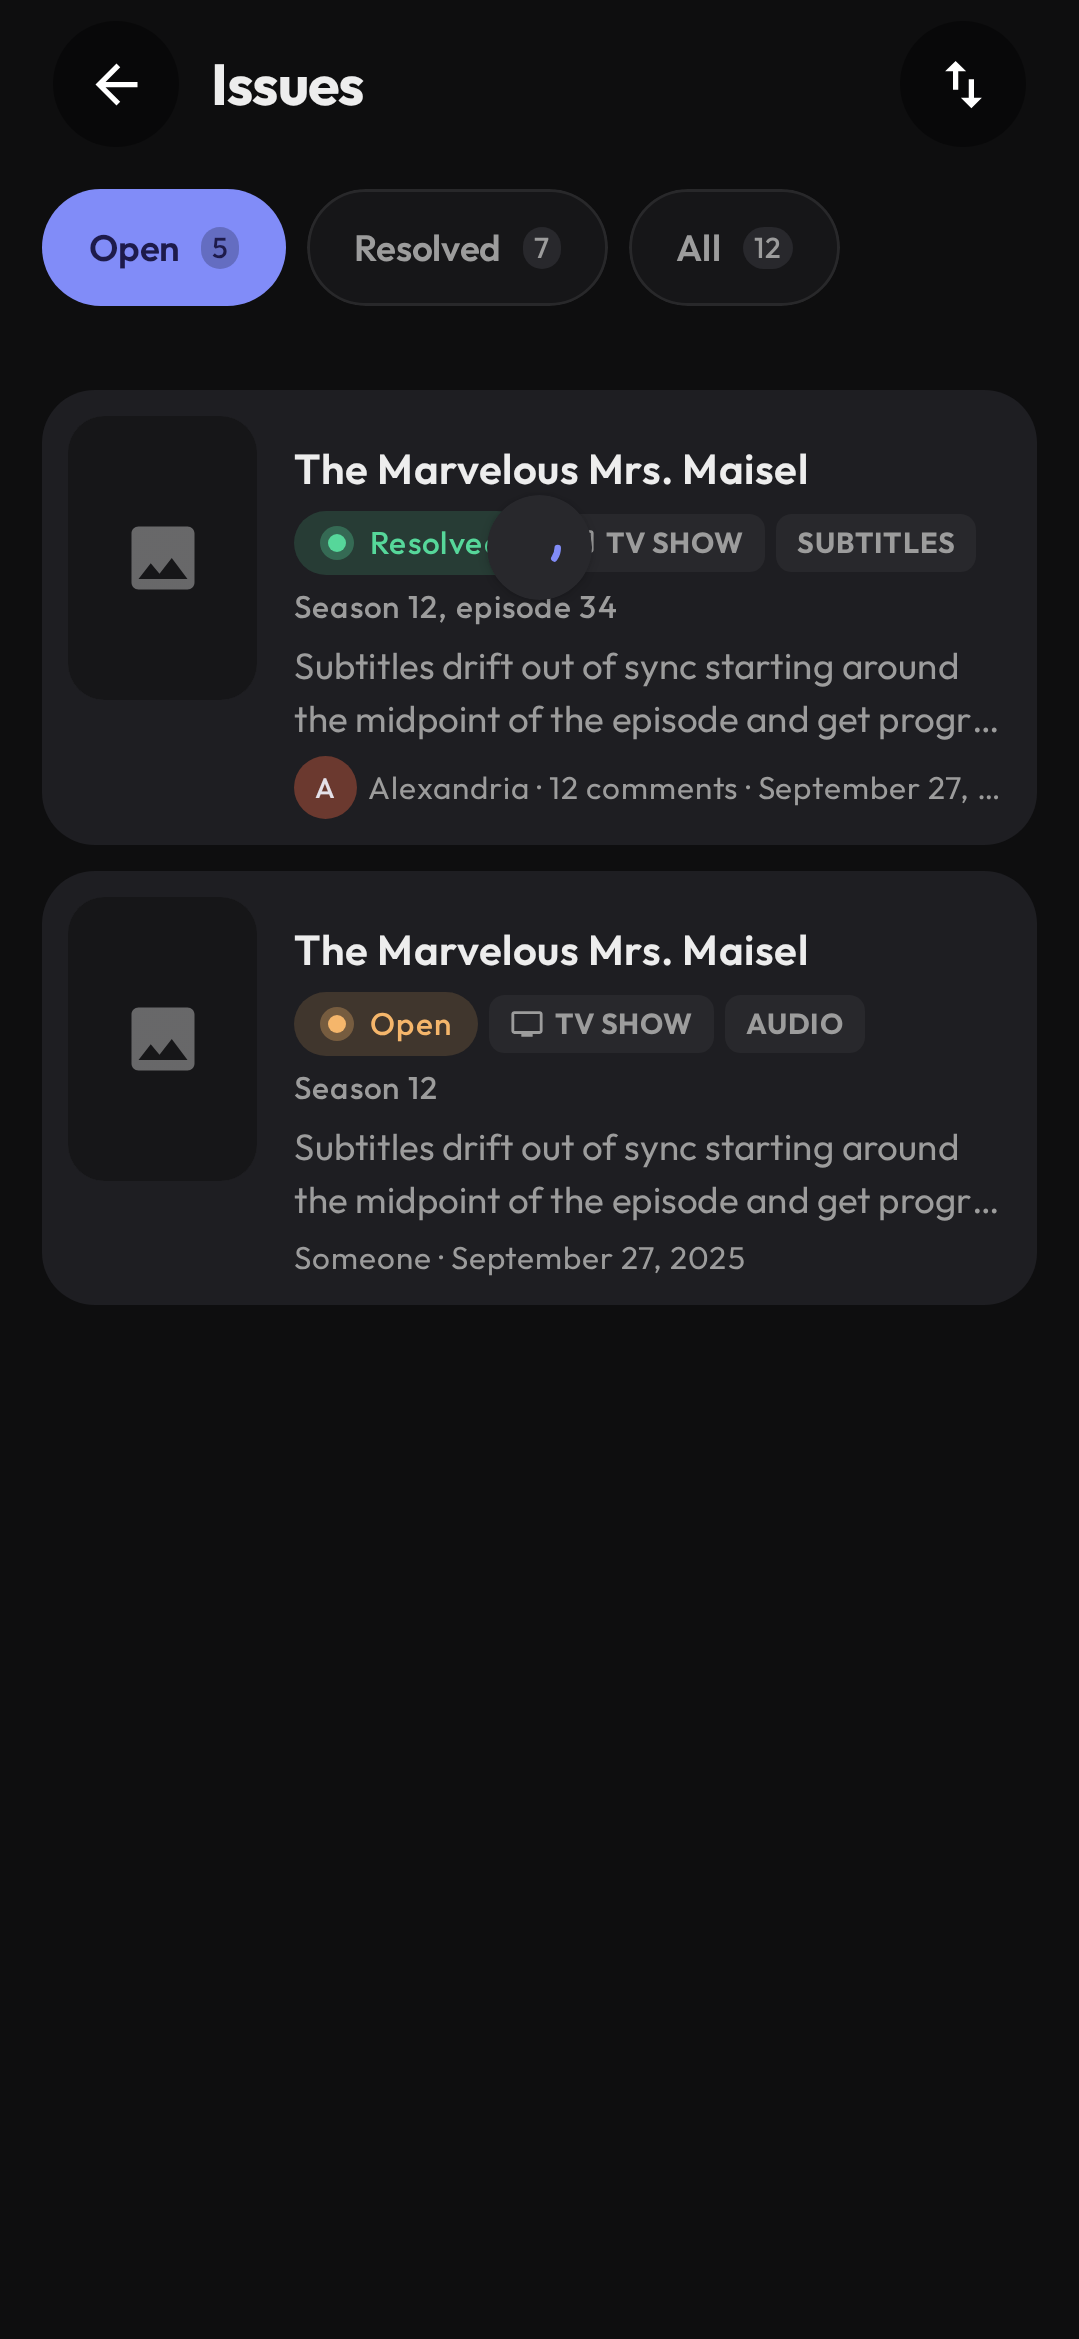 Issues
Open 5 Resolved 7 All 12
The Marvelous Mrs. Maisel
Resolved TV SHOW SUBTITLES
Season 12, episode 34
Subtitles drift out of sync starting around
the midpoint of the episode and get progr...
A Alexandria · 12 comments · September 27, ...
The Marvelous Mrs. Maisel
Open TV SHOW AUDIO
Season 12
Subtitles drift out of sync starting around
the midpoint of the episode and get progr...
Someone · September 27, 2025